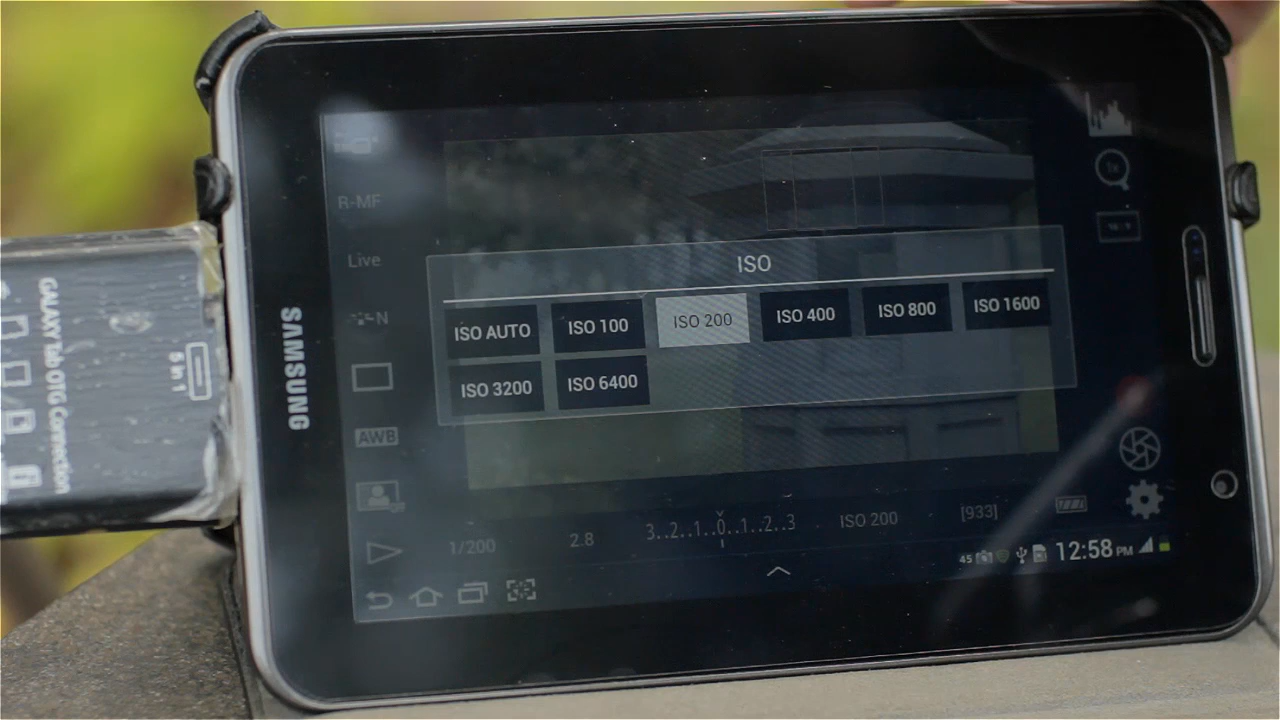 R-MF
Live
N
AWB
ISO
ISO AUTO
ISO 100
ISO 200
ISO 400
ISO 800
ISO 1600
ISO 3200
ISO 6400
1x
1/200
2.8
3..2..1..0..1..2..3
ISO 200
[933]
45
12:58 PM
SAMSUNG
GALAXY Tab OTG Connection
5 in 1